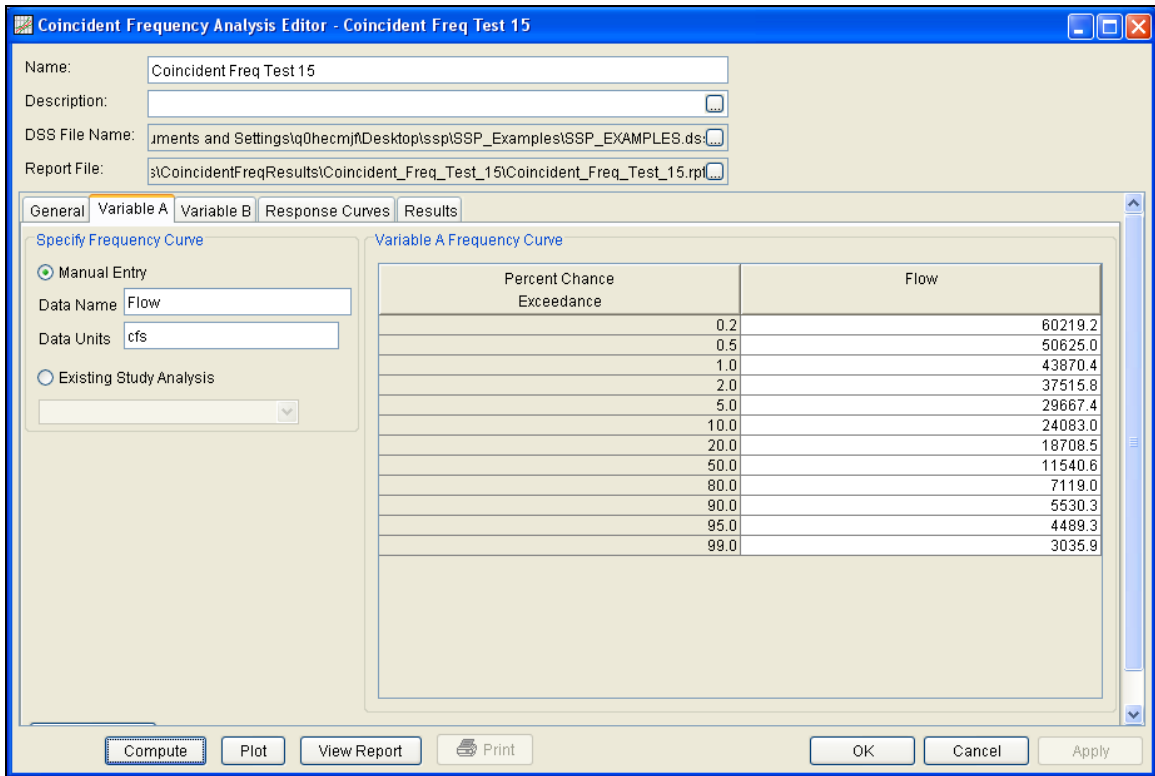 Coincident Frequency Analysis Editor - Coincident Freq Test 15
Name: Coincident Freq Test 15
Description: ...
DSS File Name: uments and Settings\q0hecmjf\Desktop\ssp\SSP_Examples\SSP_EXAMPLES.ds ...
Report File: s\CoincidentFreqResults\Coincident_Freq_Test_15\Coincident_Freq_Test_15.rpt ...
General Variable A Variable B Response Curves Results
Specify Frequency Curve
Manual Entry
Data Name Flow
Data Units cfs
Existing Study Analysis
Variable A Frequency Curve
Percent Chance Exceedance Flow
0.2 60219.2
0.5 50625.0
1.0 43870.4
2.0 37515.8
5.0 29667.4
10.0 24083.0
20.0 18708.5
50.0 11540.6
80.0 7119.0
90.0 5530.3
95.0 4489.3
99.0 3035.9
Compute Plot View Report Print OK Cancel Apply